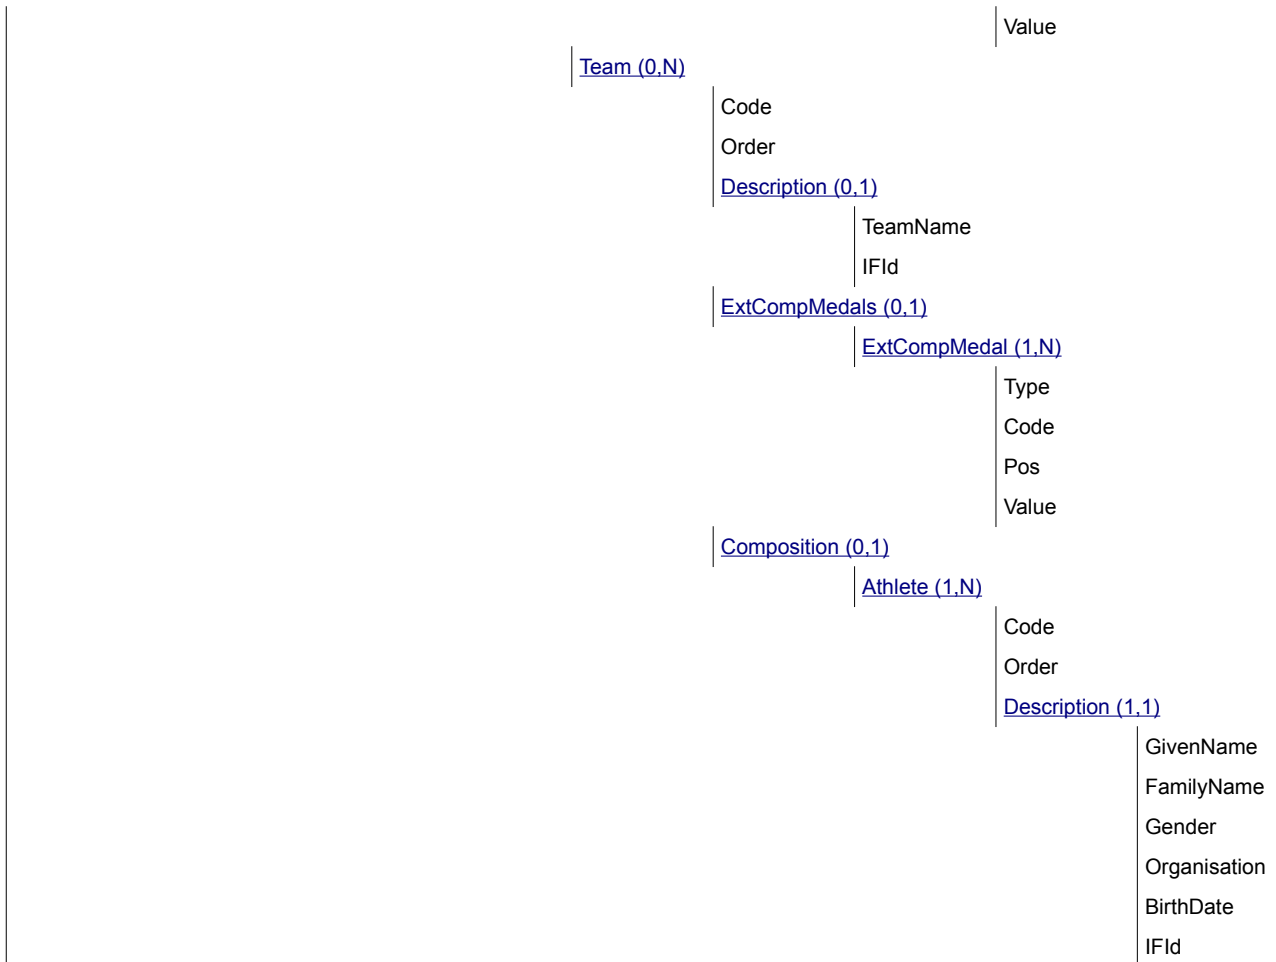 Value
Team (0,N)
Code
Order
Description (0,1)
TeamName
IFId
ExtCompMedals (0,1)
ExtCompMedal (1,N)
Type
Code
Pos
Value
Composition (0,1)
Athlete (1,N)
Code
Order
Description (1,1)
GivenName
FamilyName
Gender
Organisation
BirthDate
IFId